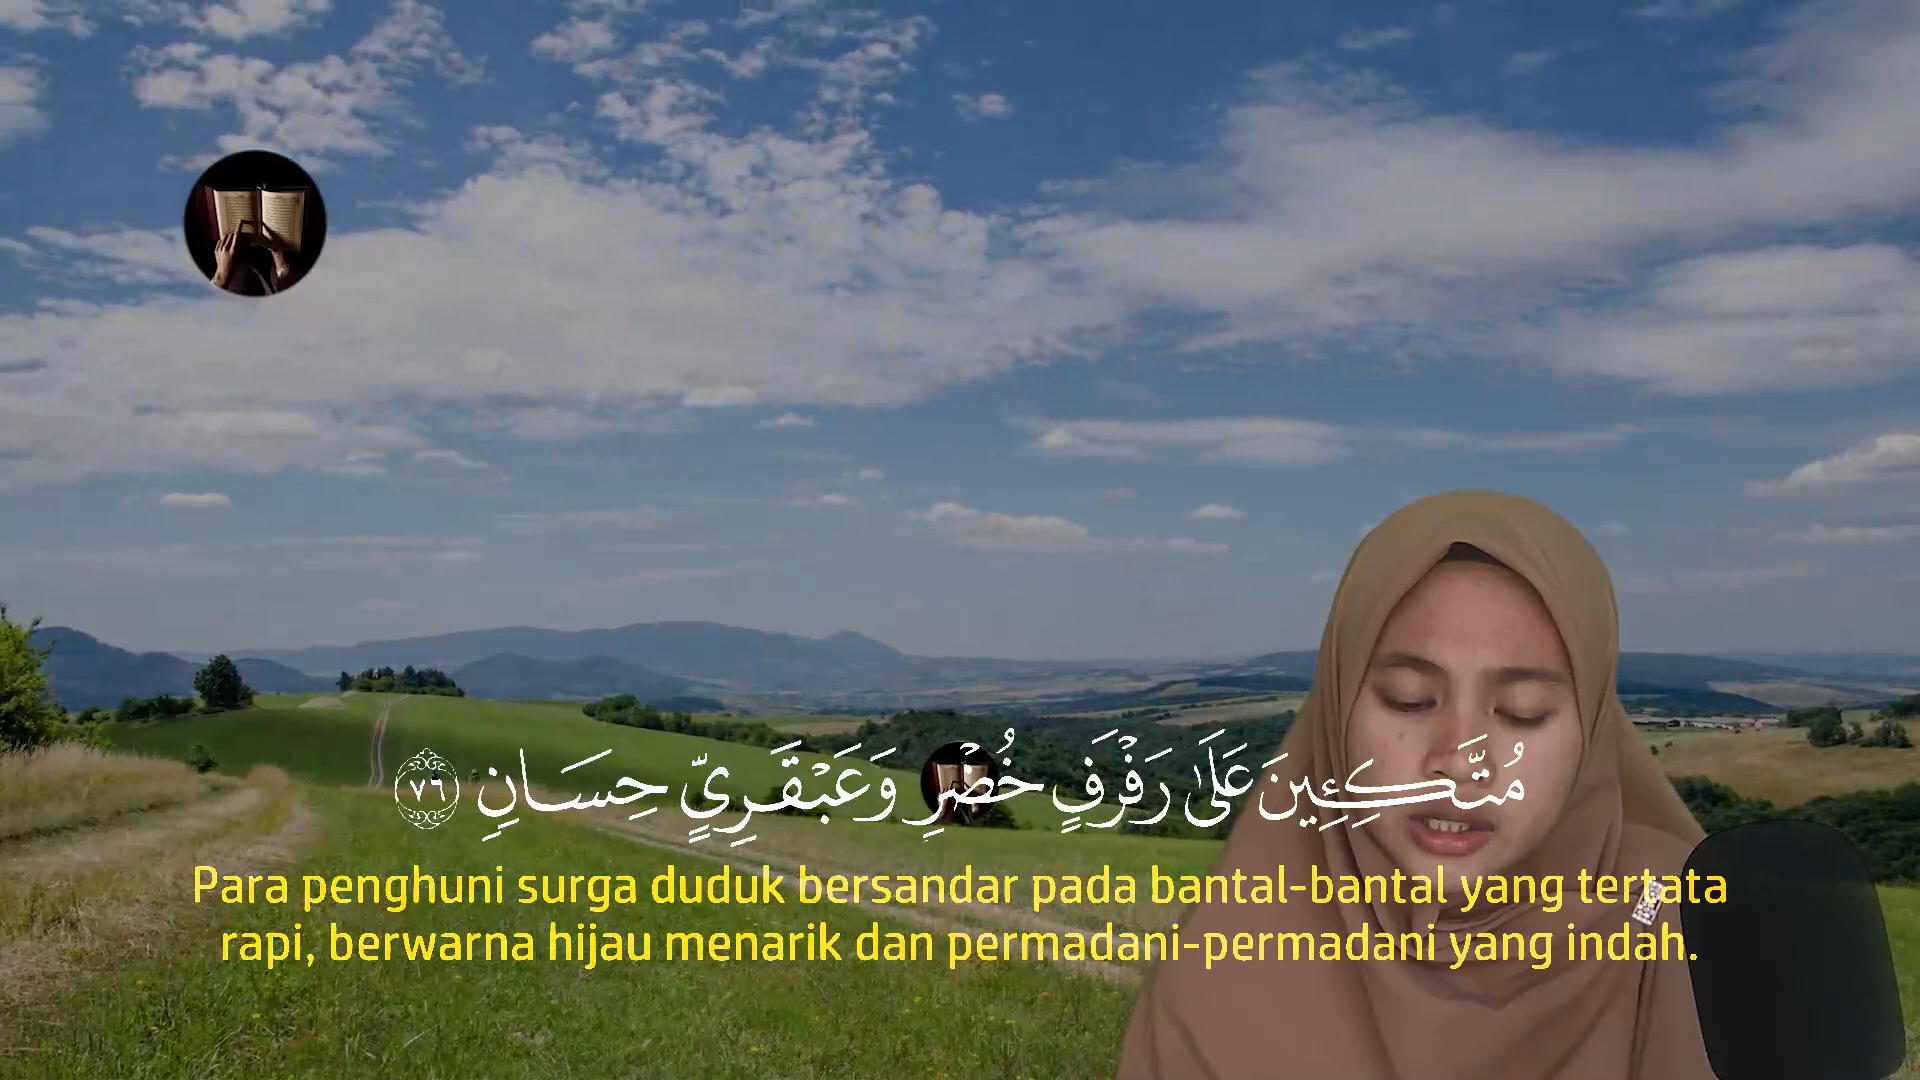 مُتَّكِـِٔينَ عَلَىٰ رَفْرَفٍ خُضْرٍ وَعَبْقَرِيٍّ حِسَانٍ ٧٦
Para penghuni surga duduk bersandar pada bantal-bantal yang tertata
rapi, berwarna hijau menarik dan permadani-permadani yang indah.